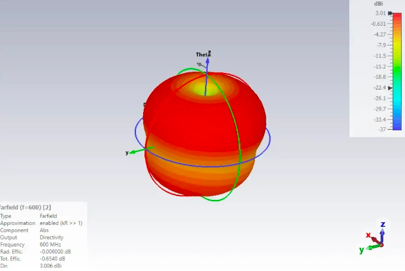 dBi
3.01
-0.631
-4.27
-7.9
-11.5
-15.2
-18.8
-22.4
-26.1
-29.7
-33.4
-37
Theta
z
y
z
x
y
farfield (f=600) [2]
Type Farfield
Approximation enabled (kR >> 1)
Component Abs
Output Directivity
Frequency 600 MHz
Rad. Effic. -0.006000 dB
Tot. Effic. -0.6540 dB
Dir. 3.006 dBi